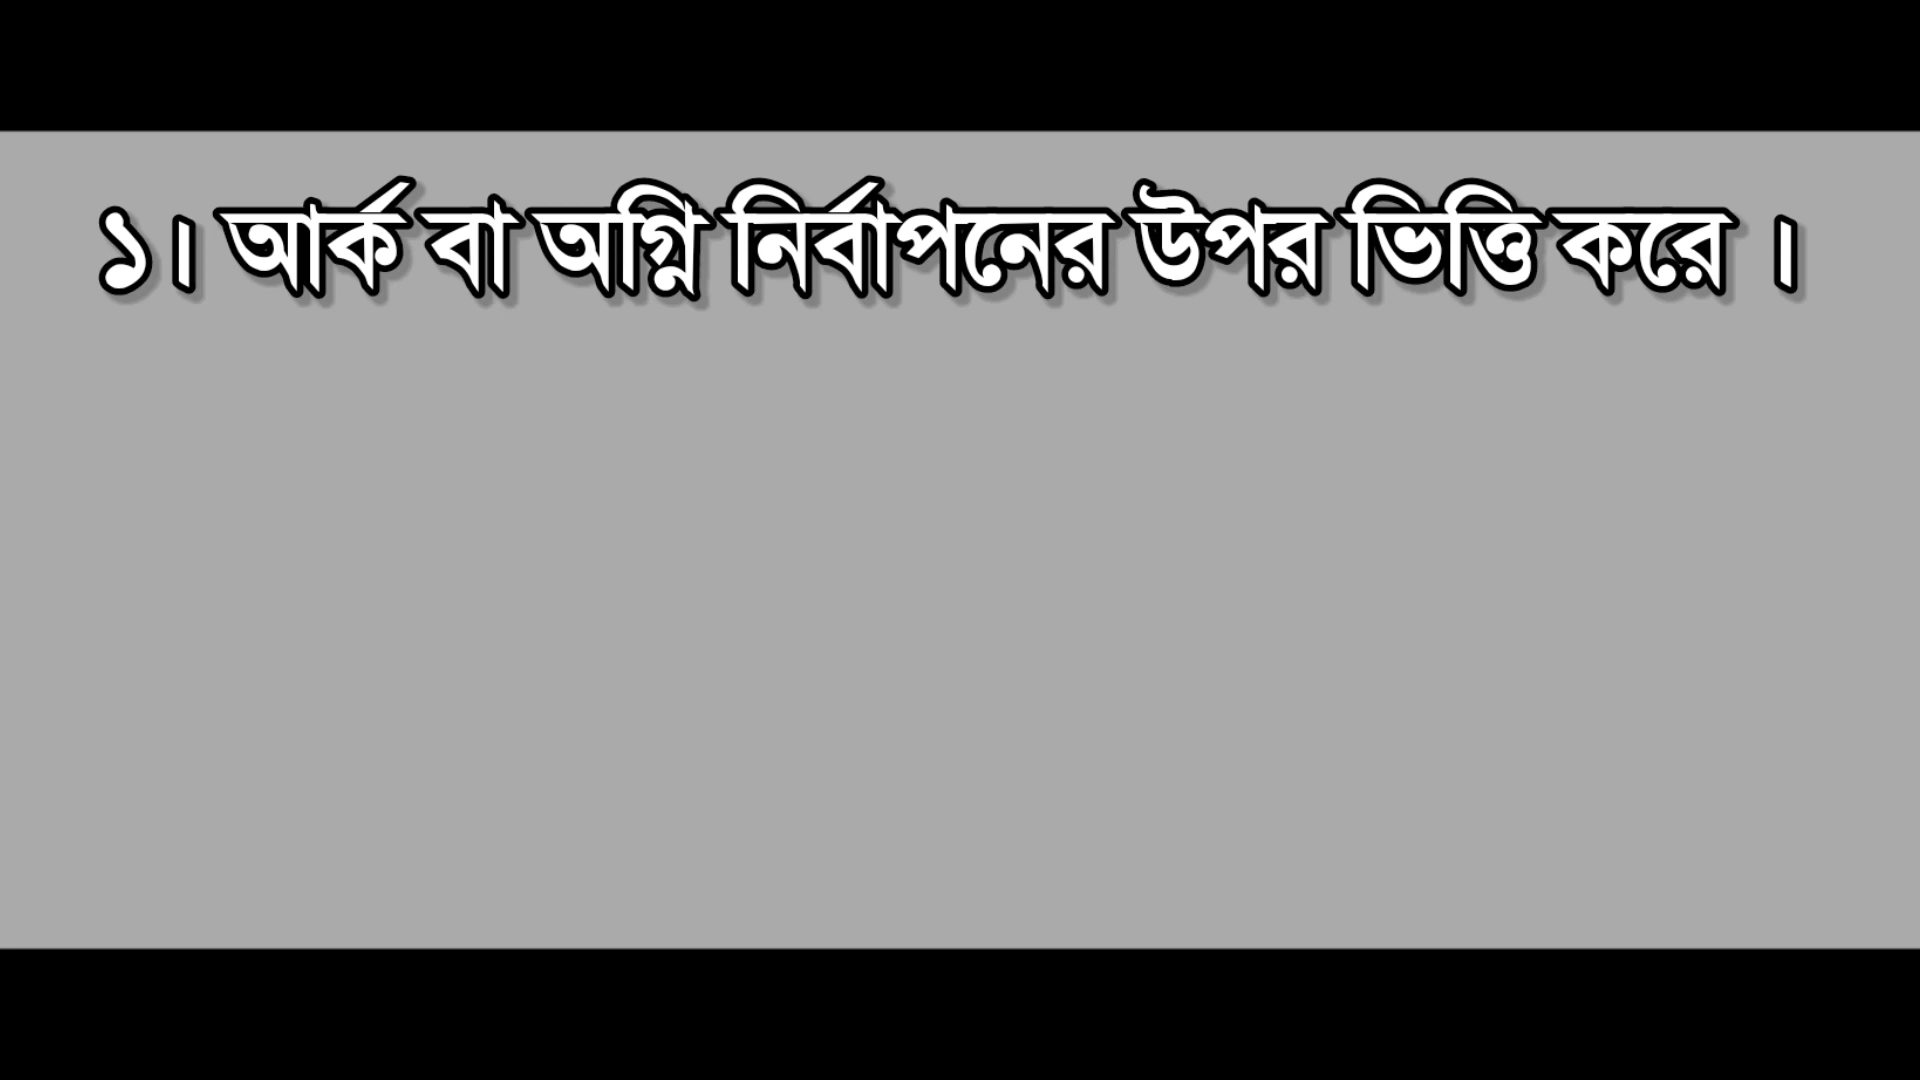 ১। আর্ক বা অগ্নি নির্বাপনের উপর ভিত্তি করে ।